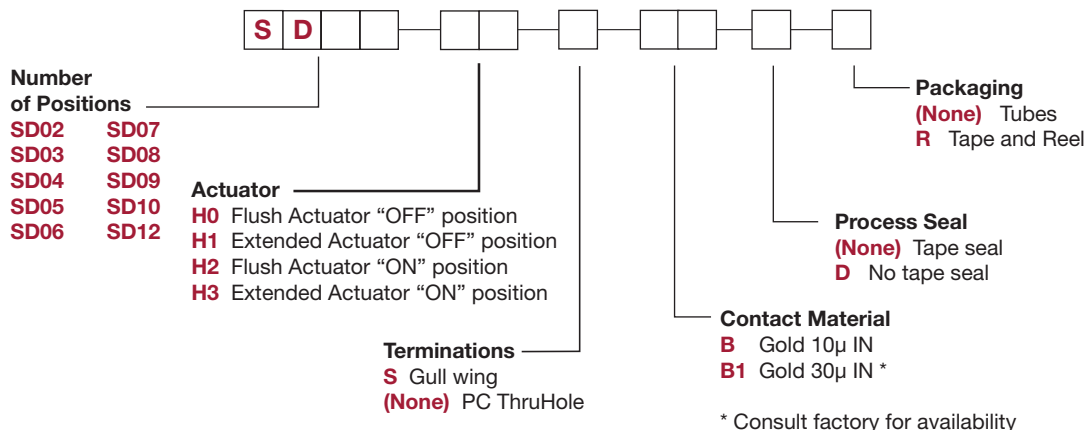 S D
Number
of Positions
SD02 SD07
SD03 SD08
SD04 SD09
SD05 SD10
SD06 SD12
Actuator
H0 Flush Actuator “OFF” position
H1 Extended Actuator “OFF” position
H2 Flush Actuator “ON” position
H3 Extended Actuator “ON” position
Terminations
S Gull wing
(None) PC ThruHole
Contact Material
B Gold 10μ IN
B1 Gold 30μ IN *
* Consult factory for availability
Process Seal
(None) Tape seal
D No tape seal
Packaging
(None) Tubes
R Tape and Reel